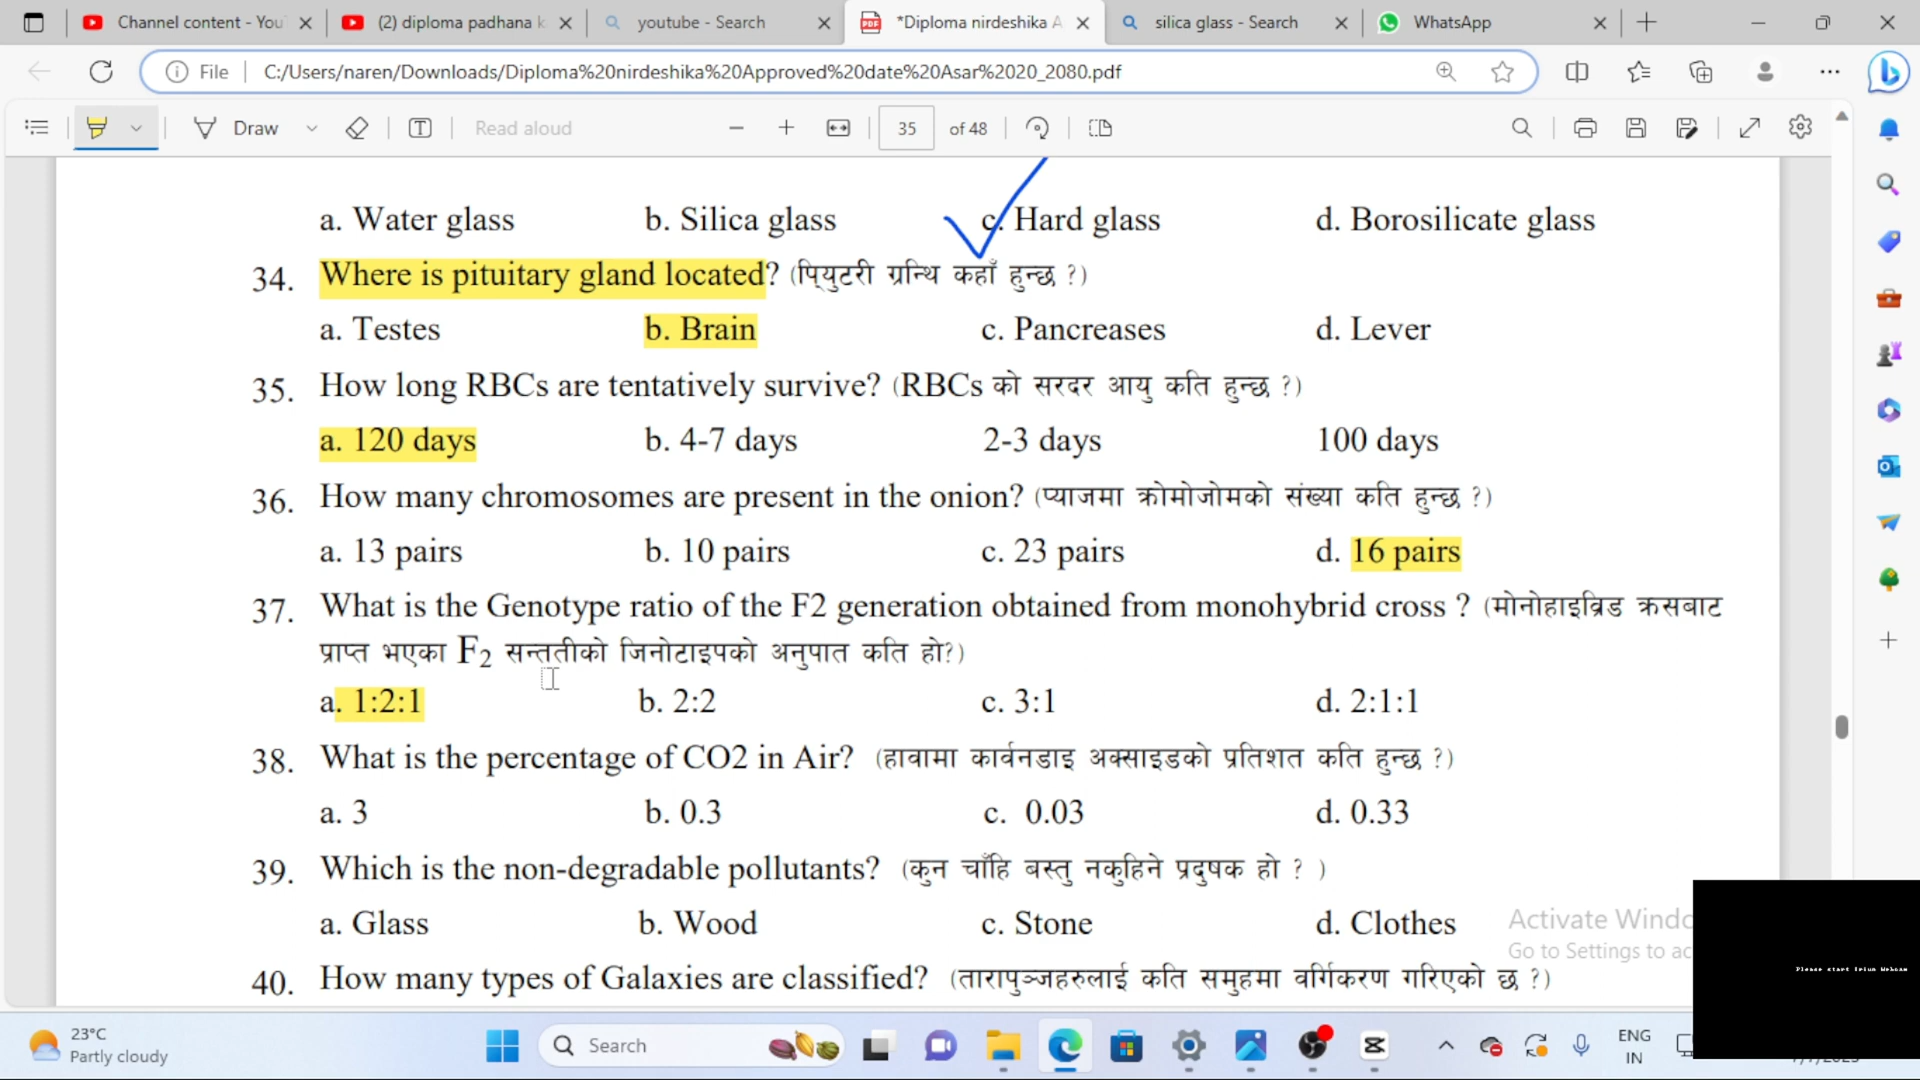 Channel content - You
(2) diploma padhana k
youtube - Search
*Diploma nirdeshika A
silica glass - Search
WhatsApp
File C:/Users/naren/Downloads/Diploma%20nirdeshika%20Approved%20date%20Asar%2020_2080.pdf
Draw Read aloud 35 of 48
a. Water glass b. Silica glass c. Hard glass d. Borosilicate glass
34. Where is pituitary gland located? (पि्युटरी ग्रन्थि कहाँ हुन्छ ?)
a. Testes b. Brain c. Pancreases d. Lever
35. How long RBCs are tentatively survive? (RBCs को सरदर आयु कति हुन्छ ?)
a. 120 days b. 4-7 days 2-3 days 100 days
36. How many chromosomes are present in the onion? (प्याजमा क्रोमोजोमको संख्या कति हुन्छ ?)
a. 13 pairs b. 10 pairs c. 23 pairs d. 16 pairs
37. What is the Genotype ratio of the F2 generation obtained from monohybrid cross ? (मोनोहाइब्रिड क्रसबाट
प्राप्त भएका F2 सन्ततीको जिनोटाइपको अनुपात कति हो?)
a. 1:2:1 b. 2:2 c. 3:1 d. 2:1:1
38. What is the percentage of CO2 in Air? (हावामा कार्वनडाइ अक्साइडको प्रतिशत कति हुन्छ ?)
a. 3 b. 0.3 c. 0.03 d. 0.33
39. Which is the non-degradable pollutants? (कुन चाँहि बस्तु नकुहिने प्रदुषक हो ? )
a. Glass b. Wood c. Stone d. Clothes
Activate Windo
Go to Settings to ac
40. How many types of Galaxies are classified? (तारापुञ्जहरुलाई कति समुहमा वर्गिकरण गरिएको छ ?)
Please start Iriun Webcam
23°C
Partly cloudy
Search
ENG
IN